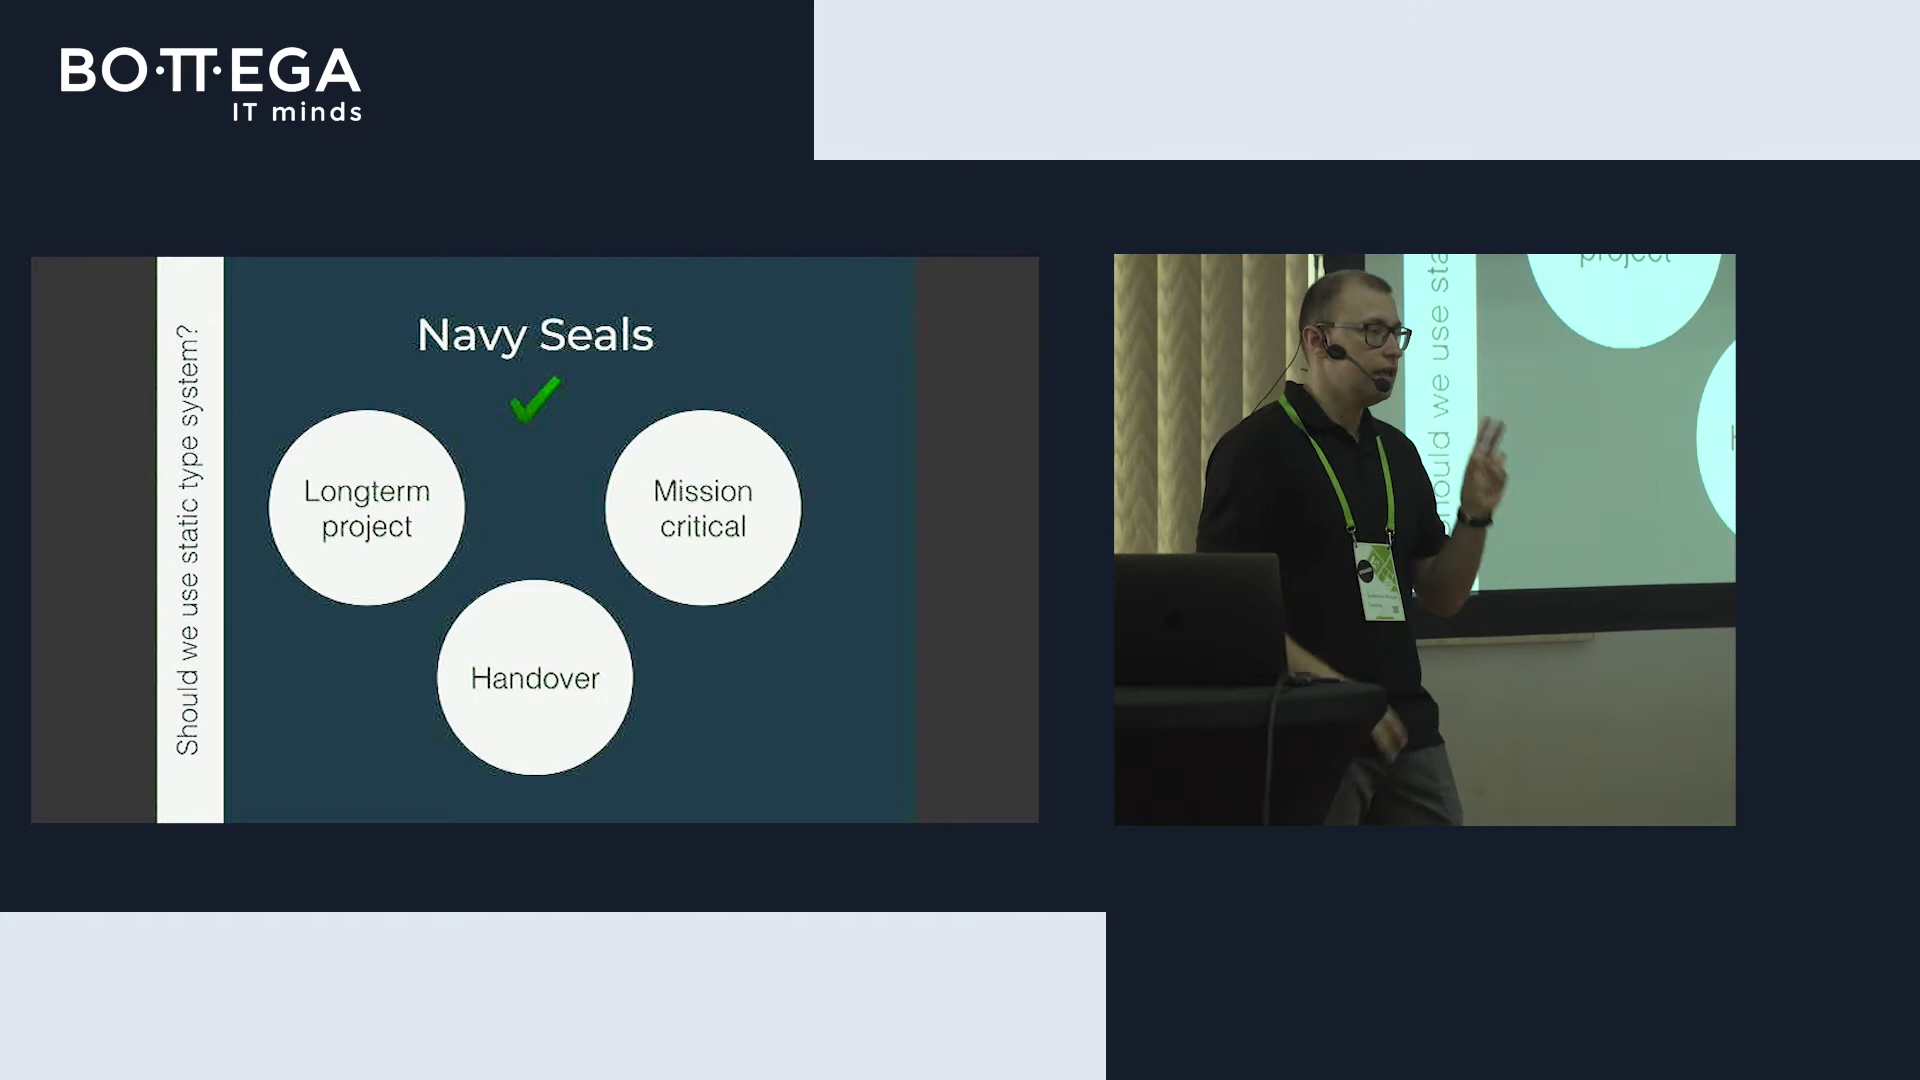 BO·TT·EGA
IT minds
Should we use static type system?
Navy Seals
Longterm
project
Mission
critical
Handover
project
should we use sta